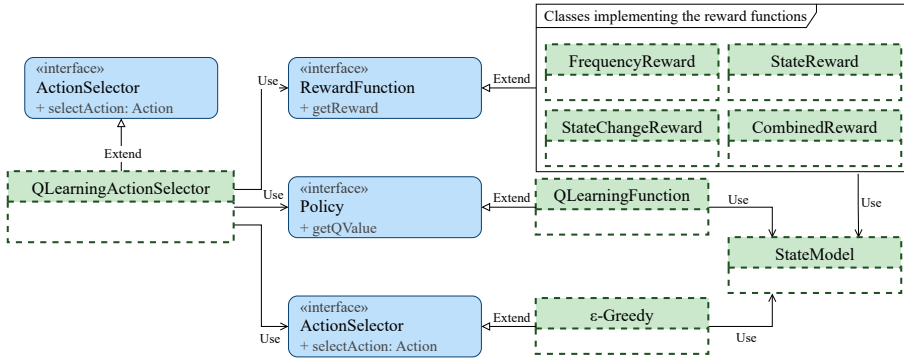 Classes implementing the reward functions
«interface»
ActionSelector
+ selectAction: Action
Extend
QLearningActionSelector
Use
Use
Use
«interface»
RewardFunction
+ getReward
Extend
FrequencyReward
StateReward
StateChangeReward
CombinedReward
«interface»
Policy
+ getQValue
Extend
QLearningFunction
Use
Use
StateModel
«interface»
ActionSelector
+ selectAction: Action
Extend
ε-Greedy
Use